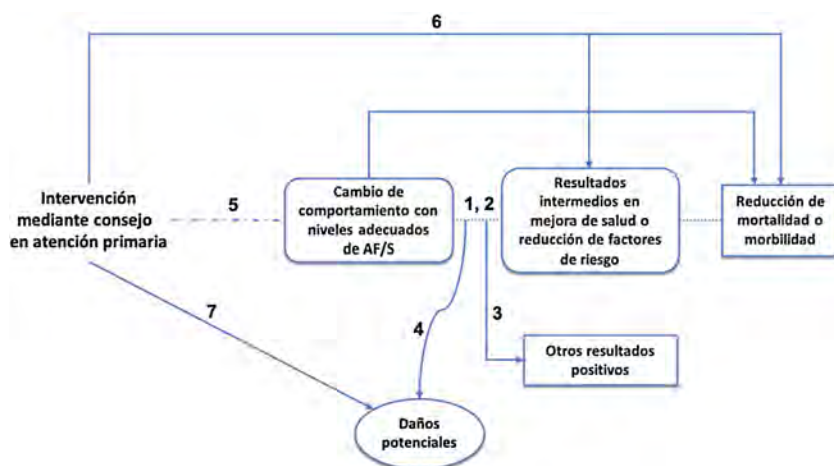 6
Intervención
mediante consejo
en atención primaria
5
Cambio de
comportamiento con
niveles adecuados
de AF/S
1, 2
Resultados
intermedios en
mejora de salud o
reducción de factores
de riesgo
Reducción de
mortalidad o
morbilidad
7
4
3
Otros resultados
positivos
Daños
potenciales